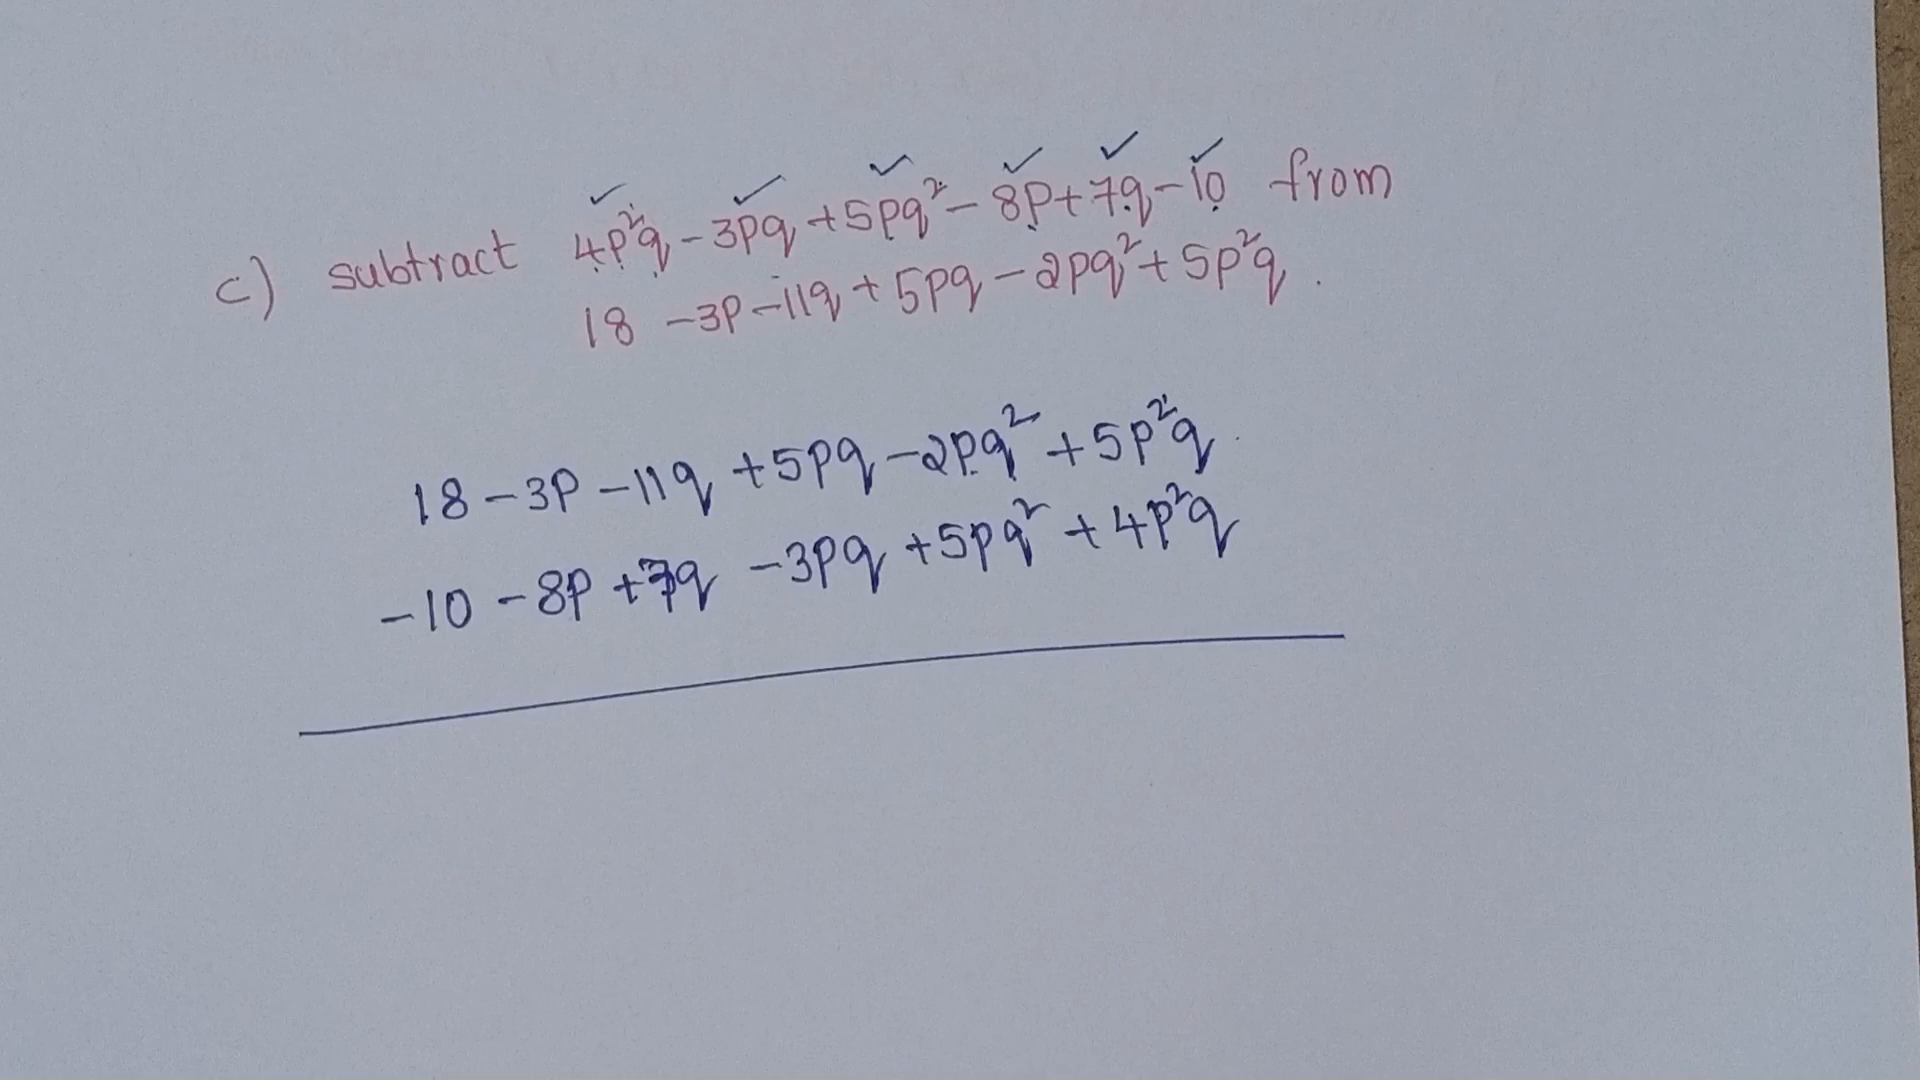 c) subtract 4p²q - 3pq + 5pq² - 8p + 7q - 10 from
18 - 3p - 11q + 5pq - 2pq² + 5p²q.
18 - 3p - 11q + 5pq - 2pq² + 5p²q
- 10 - 8p + 7q - 3pq + 5pq² + 4p²q